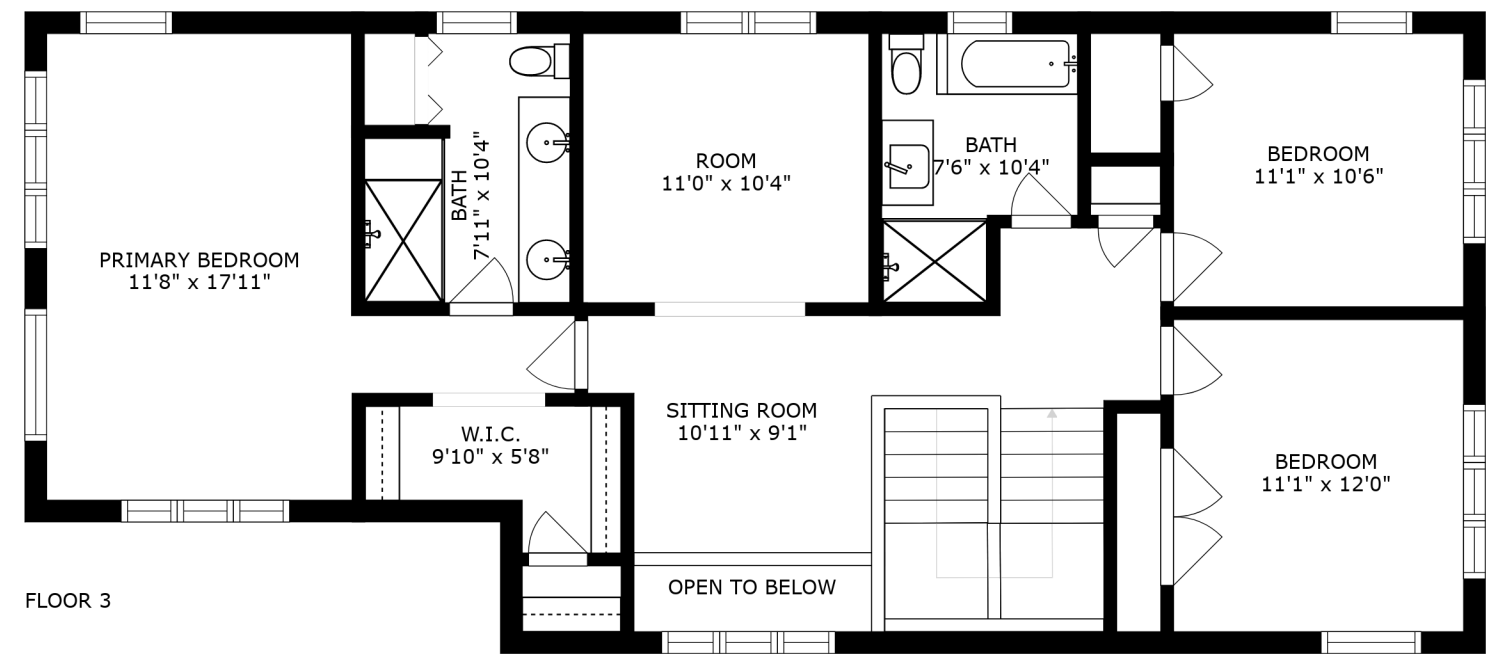 PRIMARY BEDROOM
11'8" x 17'11"
BATH
7'11" x 10'4"
ROOM
11'0" x 10'4"
BATH
7'6" x 10'4"
BEDROOM
11'1" x 10'6"
W.I.C.
9'10" x 5'8"
SITTING ROOM
10'11" x 9'1"
BEDROOM
11'1" x 12'0"
OPEN TO BELOW
FLOOR 3